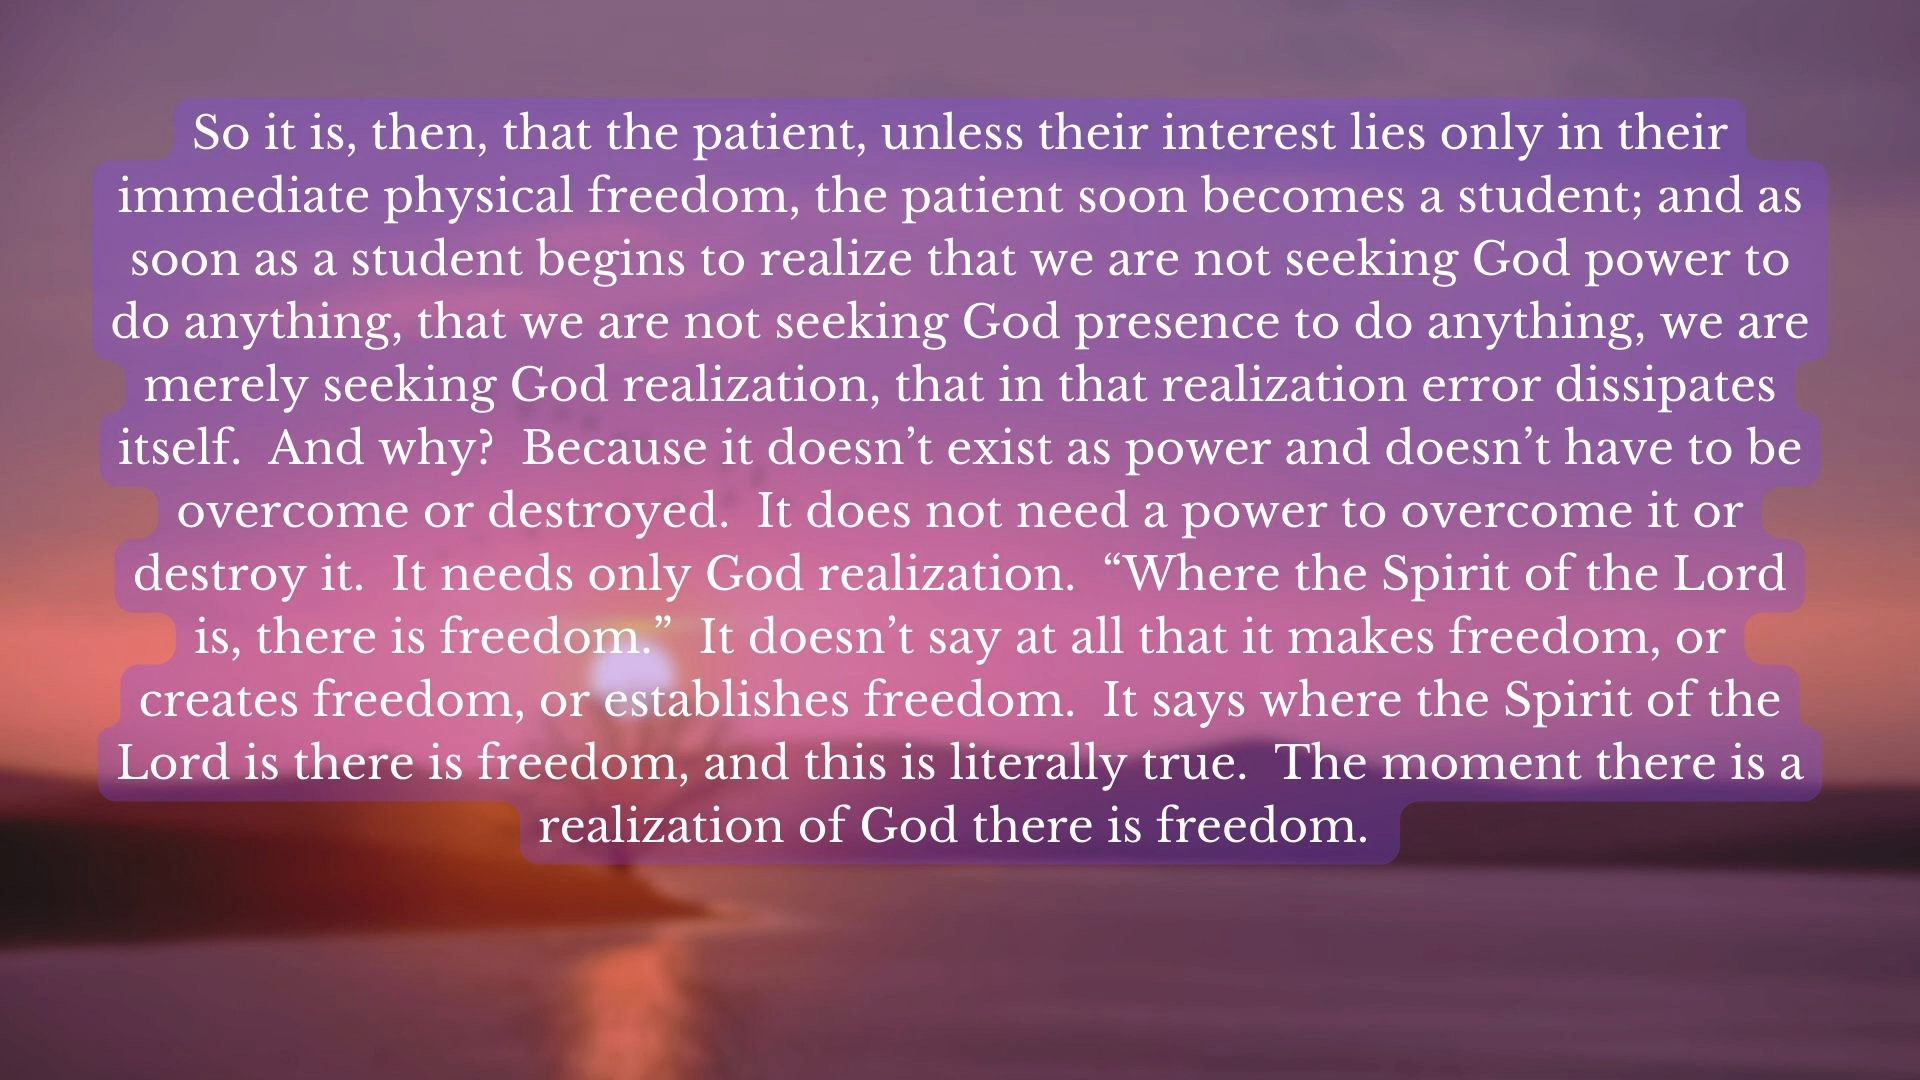 So it is, then, that the patient, unless their interest lies only in their
immediate physical freedom, the patient soon becomes a student; and as
soon as a student begins to realize that we are not seeking God power to
do anything, that we are not seeking God presence to do anything, we are
merely seeking God realization, that in that realization error dissipates
itself.  And why?  Because it doesn’t exist as power and doesn’t have to be
overcome or destroyed.  It does not need a power to overcome it or
destroy it.  It needs only God realization.  “Where the Spirit of the Lord
is, there is freedom.”  It doesn’t say at all that it makes freedom, or
creates freedom, or establishes freedom.  It says where the Spirit of the
Lord is there is freedom, and this is literally true.  The moment there is a
realization of God there is freedom.